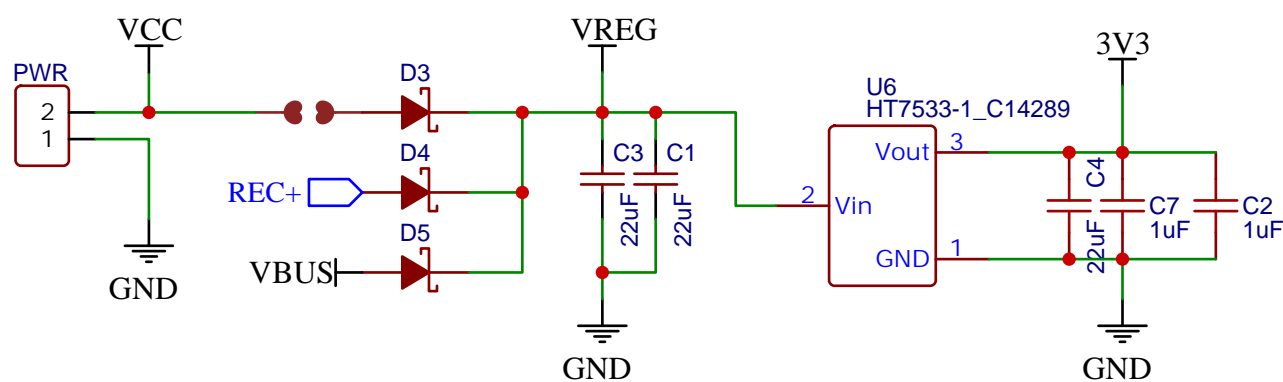 VCC
PWR
2
1
GND
D3
D4
REC+
D5
VBUS
VREG
C3
22uF
C1
22uF
GND
U6
HT7533-1_C14289
Vout
3
2
Vin
GND
1
3V3
C4
22uF
C7
1uF
C2
1uF
GND